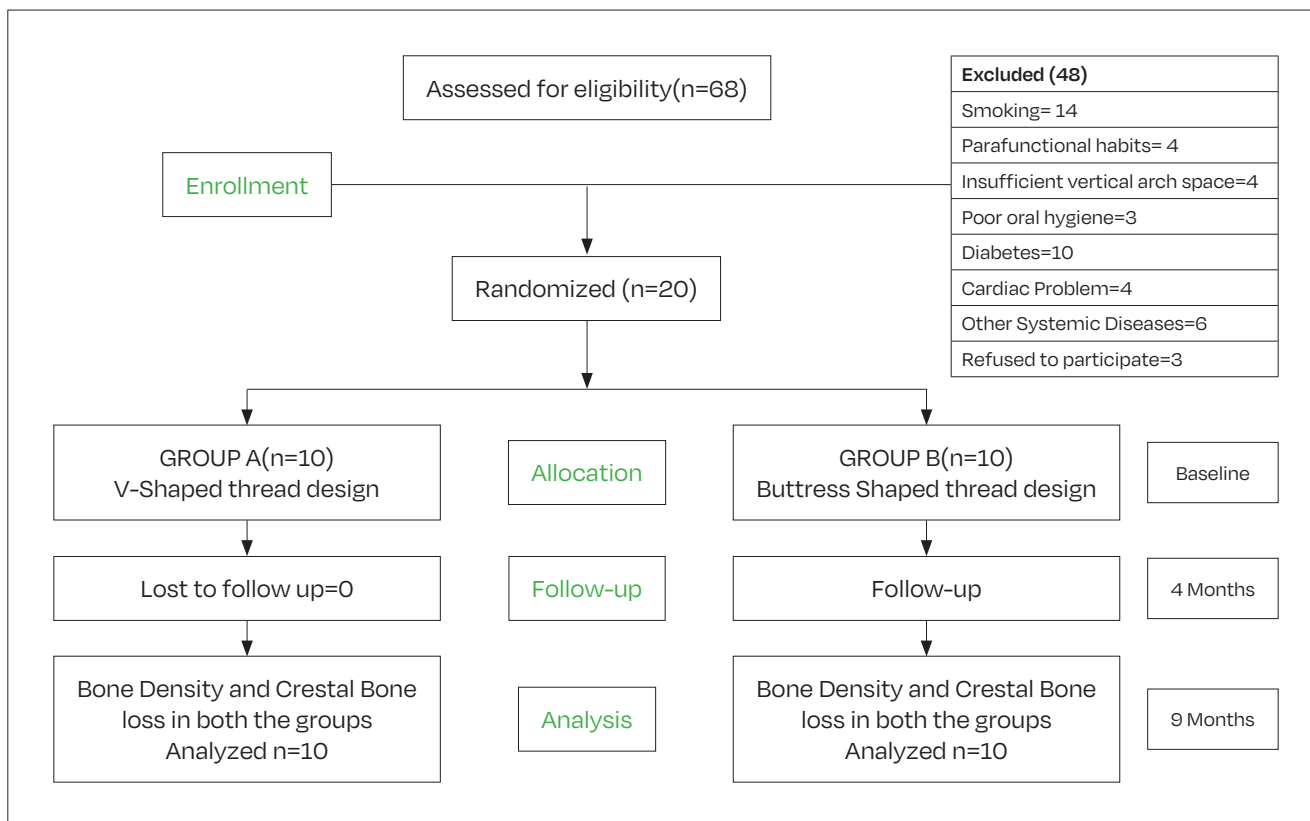 Assessed for eligibility(n=68)
Excluded (48)
Smoking= 14
Parafunctional habits= 4
Insufficient vertical arch space=4
Poor oral hygiene=3
Diabetes=10
Cardiac Problem=4
Other Systemic Diseases=6
Refused to participate=3
Enrollment
Randomized (n=20)
GROUP A(n=10)
V-Shaped thread design
Allocation
GROUP B(n=10)
Buttress Shaped thread design
Baseline
Lost to follow up=0
Follow-up
Follow-up
4 Months
Bone Density and Crestal Bone
loss in both the groups
Analyzed n=10
Analysis
Bone Density and Crestal Bone
loss in both the groups
Analyzed n=10
9 Months